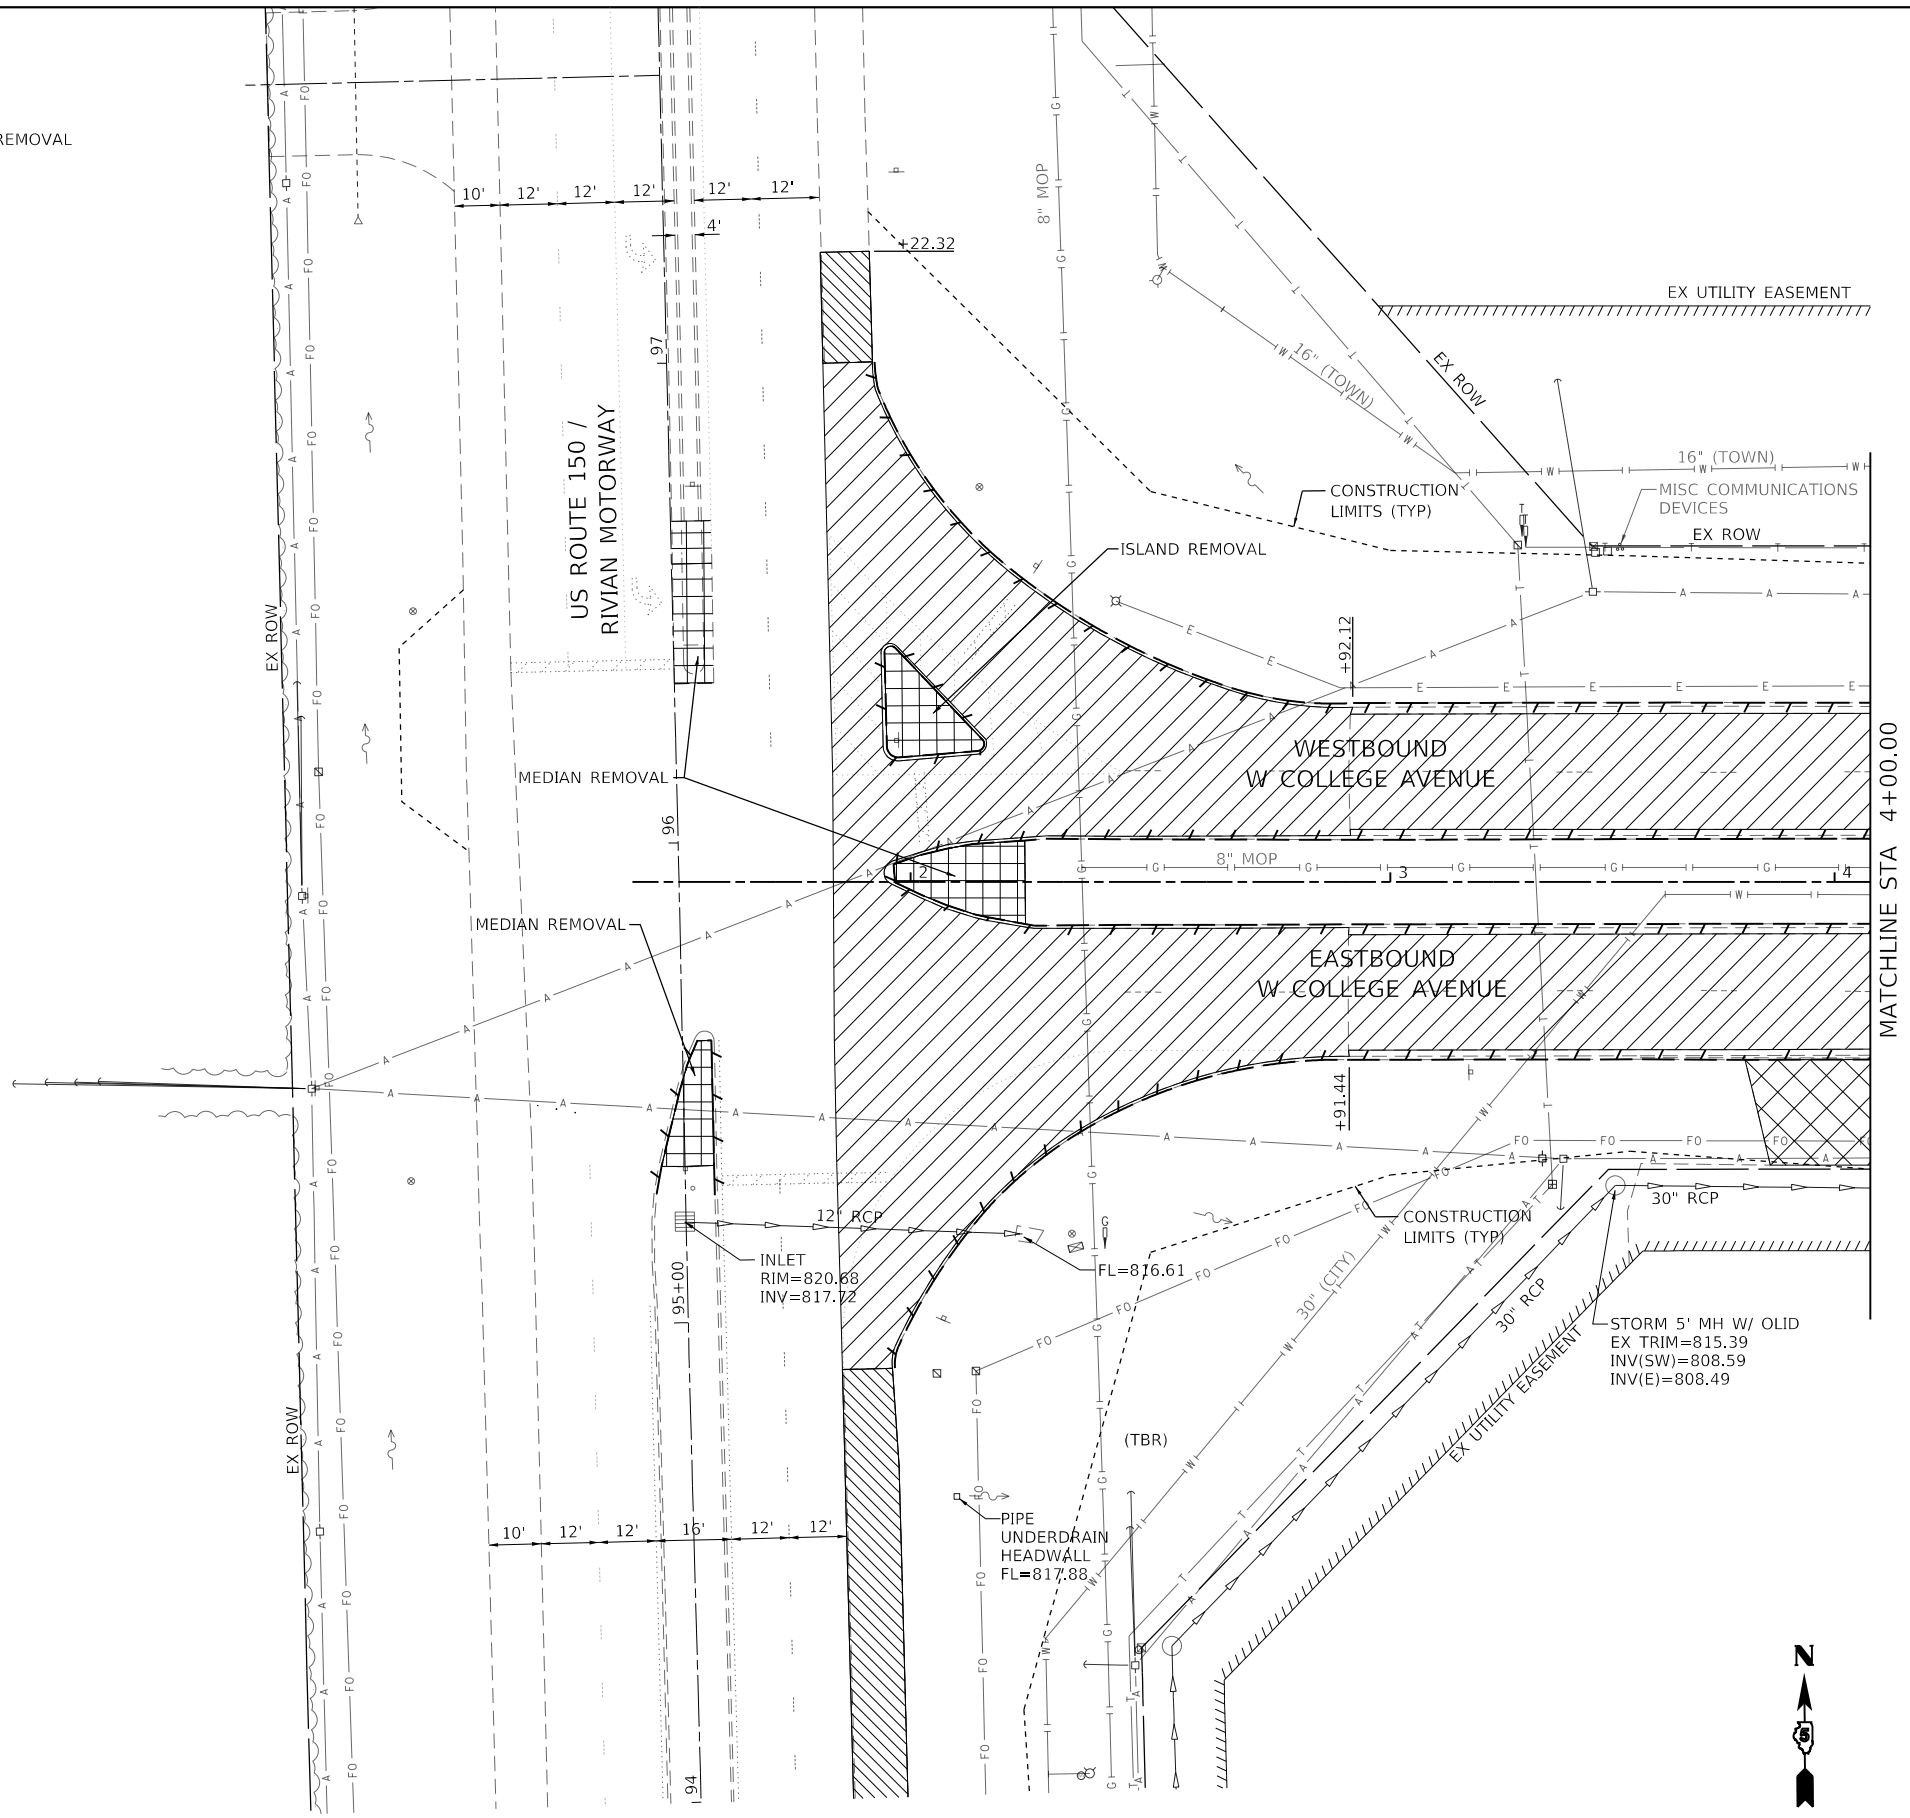 REMOVAL
10' 12' 12' 12' 12' 12'
4'
+22.32
8" MOP
EX UTILITY EASEMENT
EX ROW
16" (TOWN)
16" (TOWN)
MISC COMMUNICATIONS
DEVICES
EX ROW
CONSTRUCTION
LIMITS (TYP)
ISLAND REMOVAL
97
US ROUTE 150 /
RIVIAN MOTORWAY
EX ROW
+92.12
WESTBOUND
W COLLEGE AVENUE
MEDIAN REMOVAL
96
8" MOP
2 3 4
MATCHLINE STA 4+00.00
MEDIAN REMOVAL
EASTBOUND
W COLLEGE AVENUE
+91.44
12" RCP
INLET
RIM=820.68
INV=817.72
95+00
FL=816.61
30" (CITY)
CONSTRUCTION
LIMITS (TYP)
30" RCP
30" RCP
STORM 5' MH W/ OLID
EX TRIM=815.39
INV(SW)=808.59
INV(E)=808.49
EX UTILITY EASEMENT
EX ROW
(TBR)
10' 12' 12' 16' 12' 12'
PIPE
UNDERDRAIN
HEADWALL
FL=817.88
94
N
5